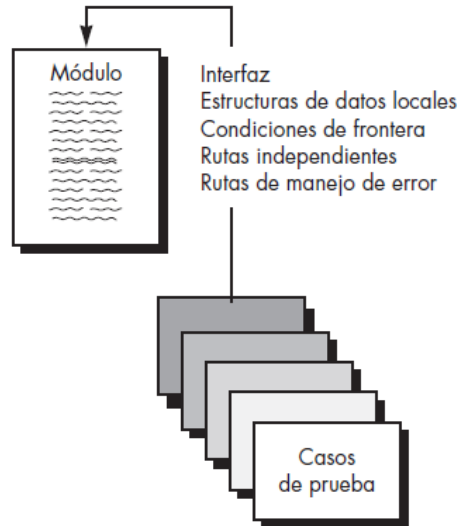 Módulo
Interfaz
Estructuras de datos locales
Condiciones de frontera
Rutas independientes
Rutas de manejo de error
Casos
de prueba